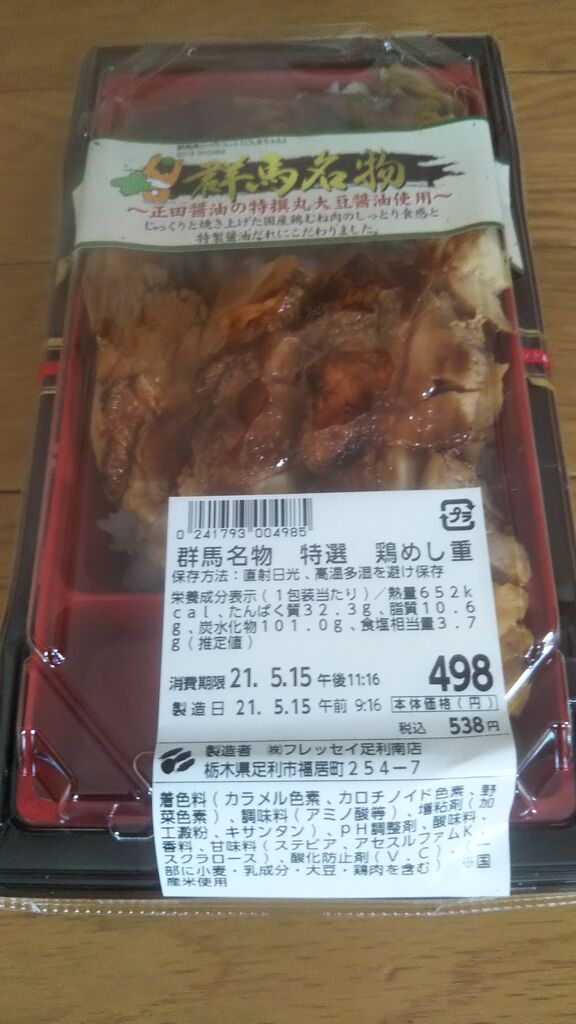 群馬名物
～正田醤油の特撰丸大豆醤油使用～
じっくりと焼き上げた国産鶏むね肉のしっとり食感と
特製醤油だれにこだわりました。
0 241793 004985
プラ
群馬名物 特選 鶏めし重
保存方法：直射日光、高温多湿を避け保存
栄養成分表示（1包装当たり）／熱量652k
cal、たんぱく質32.3g、脂質10.6
g、炭水化物101.0g、食塩相当量3.7
g（推定値）
消費期限 21. 5.15 午後11:16
498
製造日 21. 5.15 午前 9:16
本体価格（円）
税込 538円
製造者 ㈱フレッセイ足利南店
栃木県足利市福居町254－7
着色料（カラメル色素、カロチノイド色素、野
菜色素）、調味料（アミノ酸等）、増粘剤（加
工澱粉、キサンタン）、pH調整剤、酸味料、
香料、甘味料（ステビア、アセスルファムK、
スクラロース）、酸化防止剤（V.C）、（一
部に小麦・乳成分・大豆・鶏肉を含む） ※国
産米使用